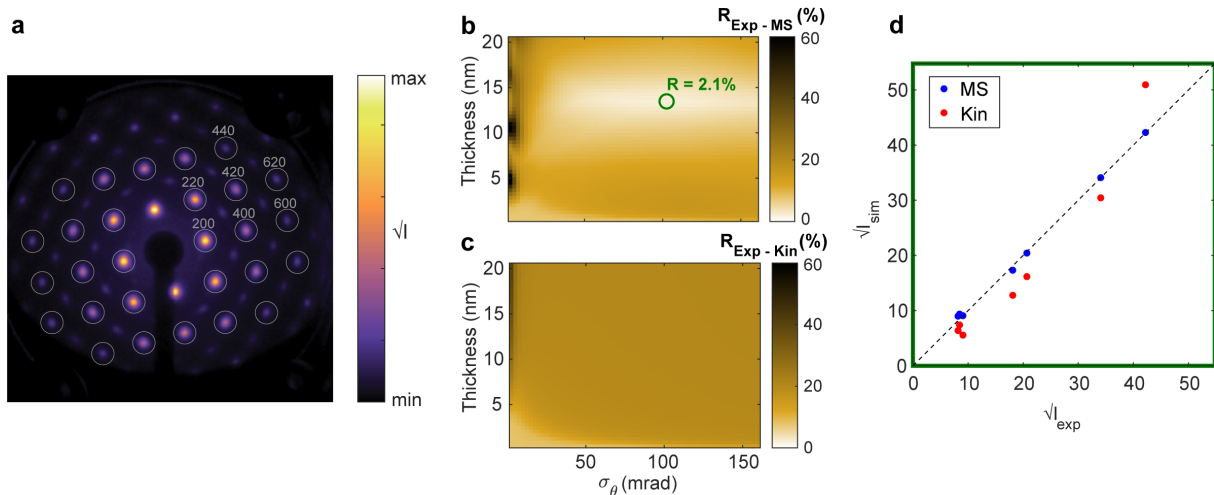 a
max
√I
min
440
620
220
420
600
200
400
b
R_Exp - MS (%)
Thickness (nm)
20
15
10
5
R = 2.1%
60
40
20
0
c
R_Exp - Kin (%)
Thickness (nm)
20
15
10
5
50
100
150
σ_θ (mrad)
60
40
20
0
d
MS
Kin
√I_sim
50
40
30
20
10
0
0
10
20
30
40
50
√I_exp